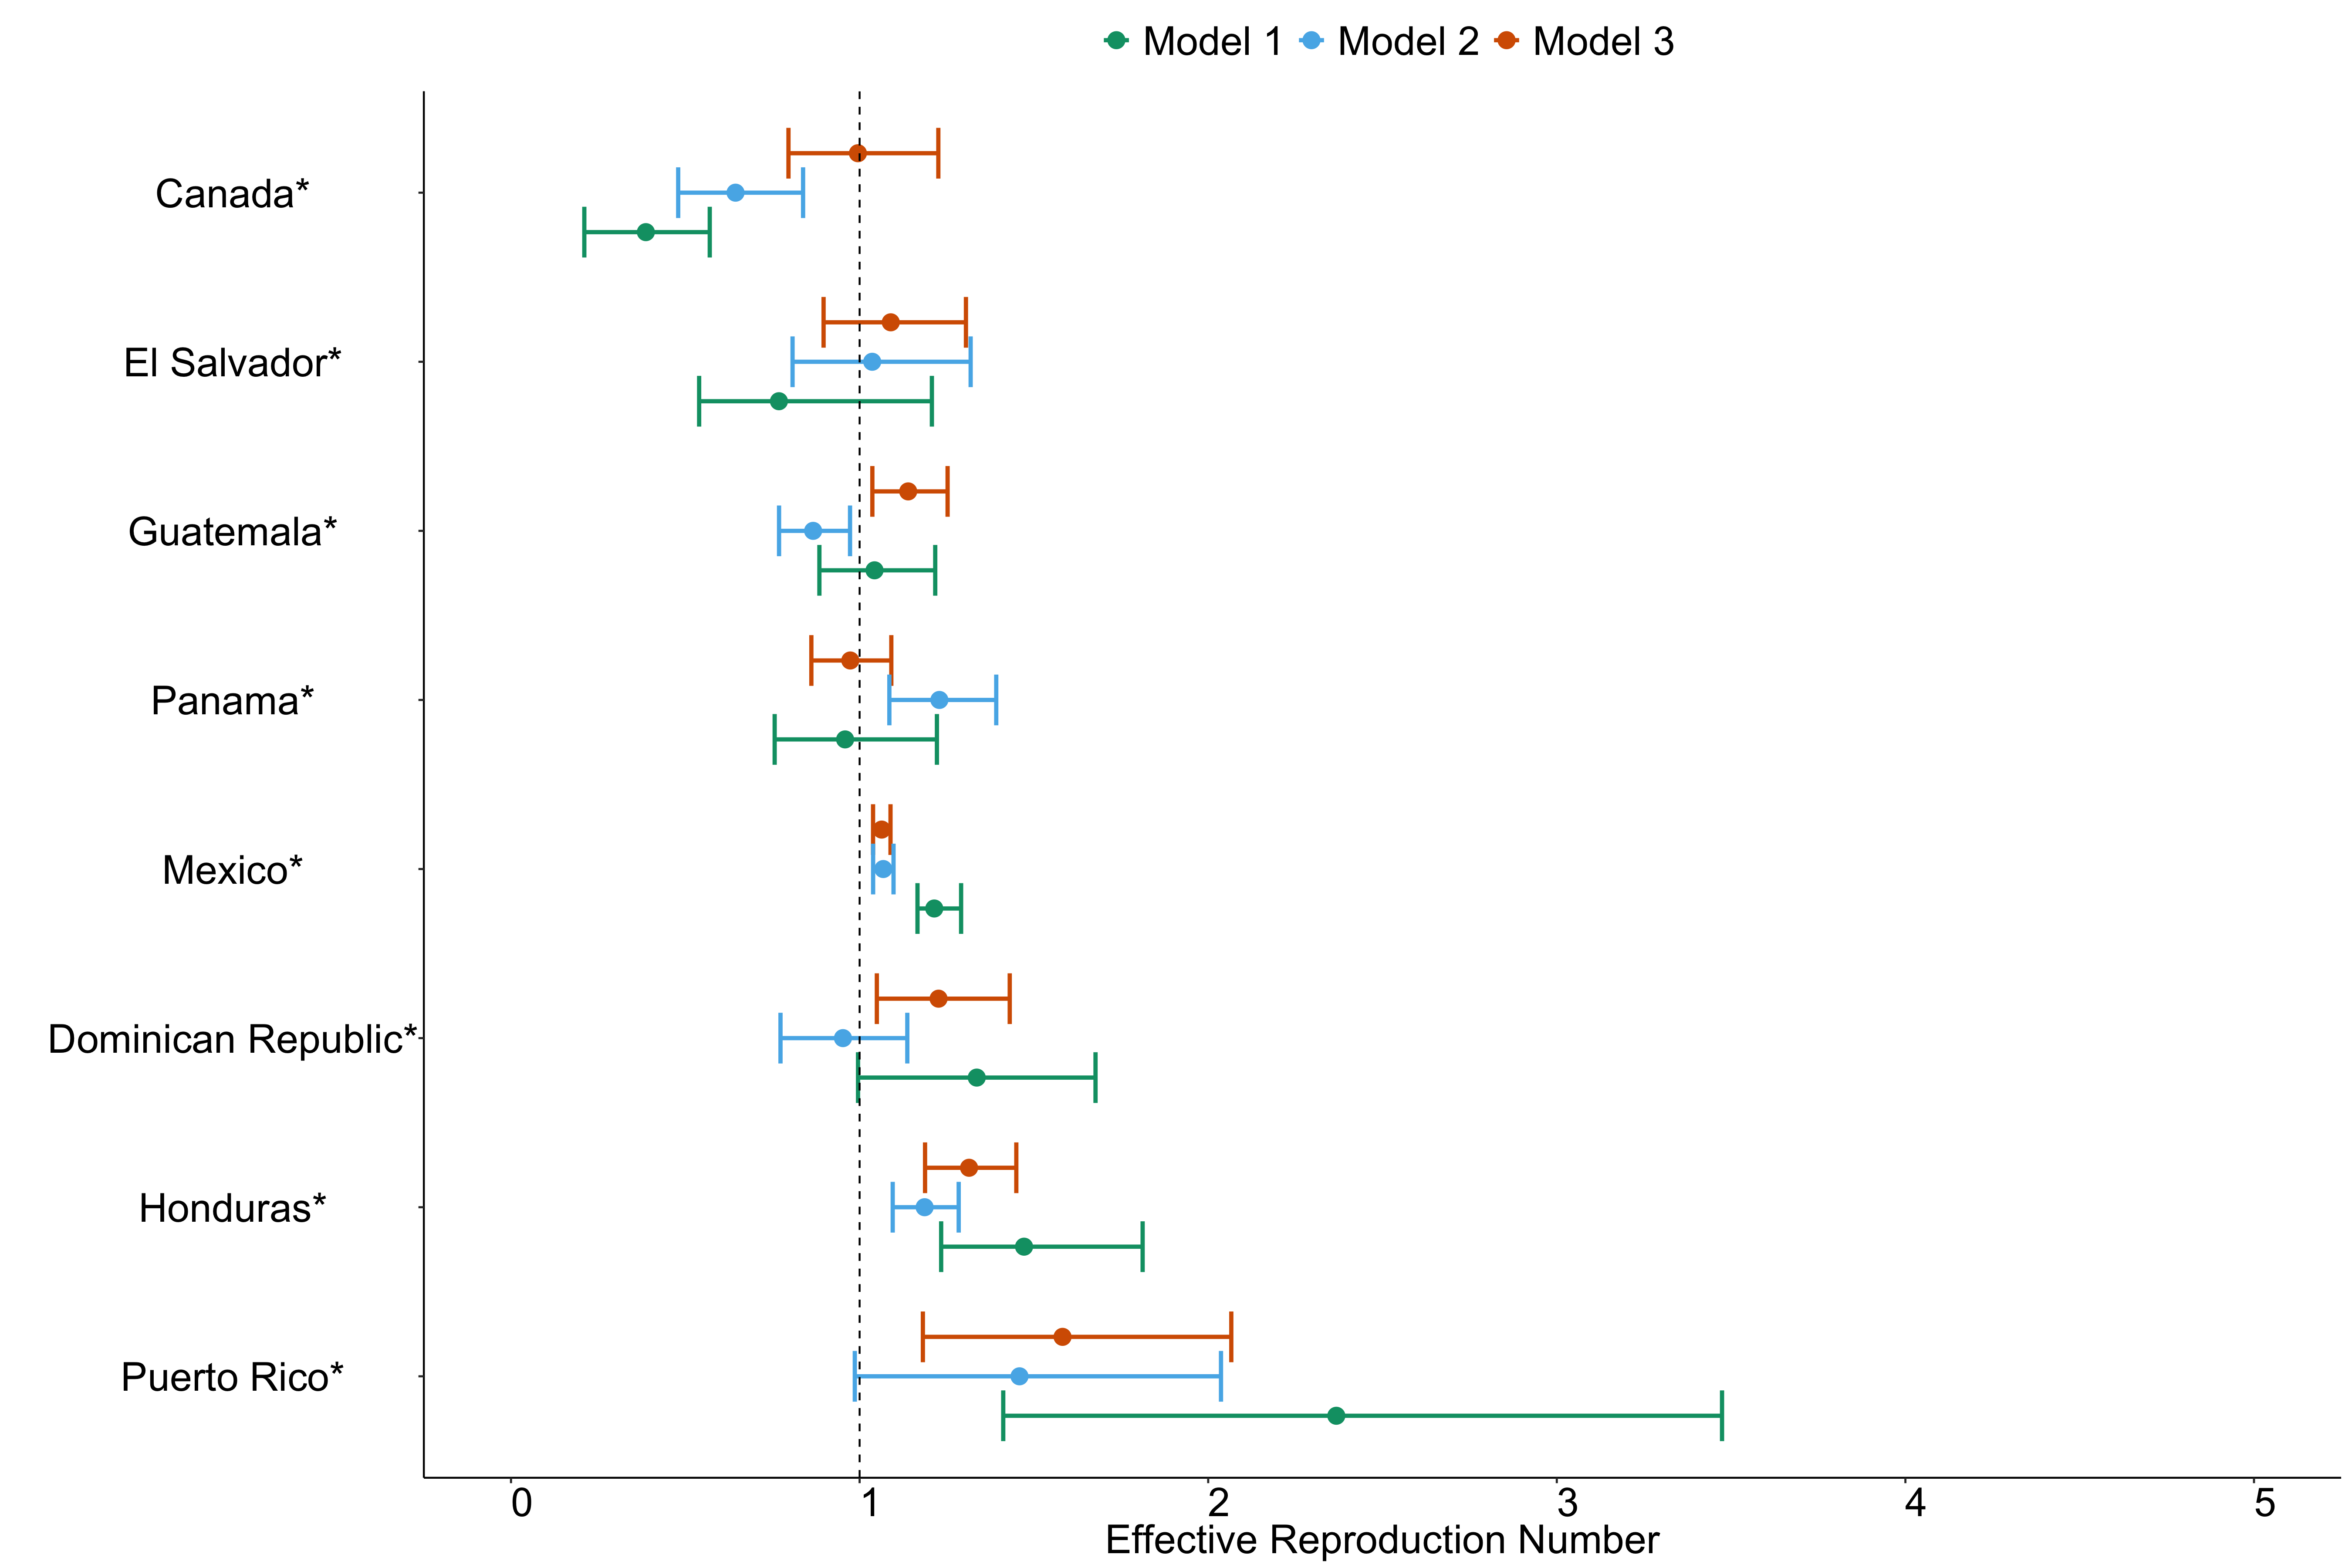 Model 1 Model 2 Model 3
Canada*
El Salvador*
Guatemala*
Panama*
Mexico*
Dominican Republic*
Honduras*
Puerto Rico*
0 1 2 3 4 5
Effective Reproduction Number